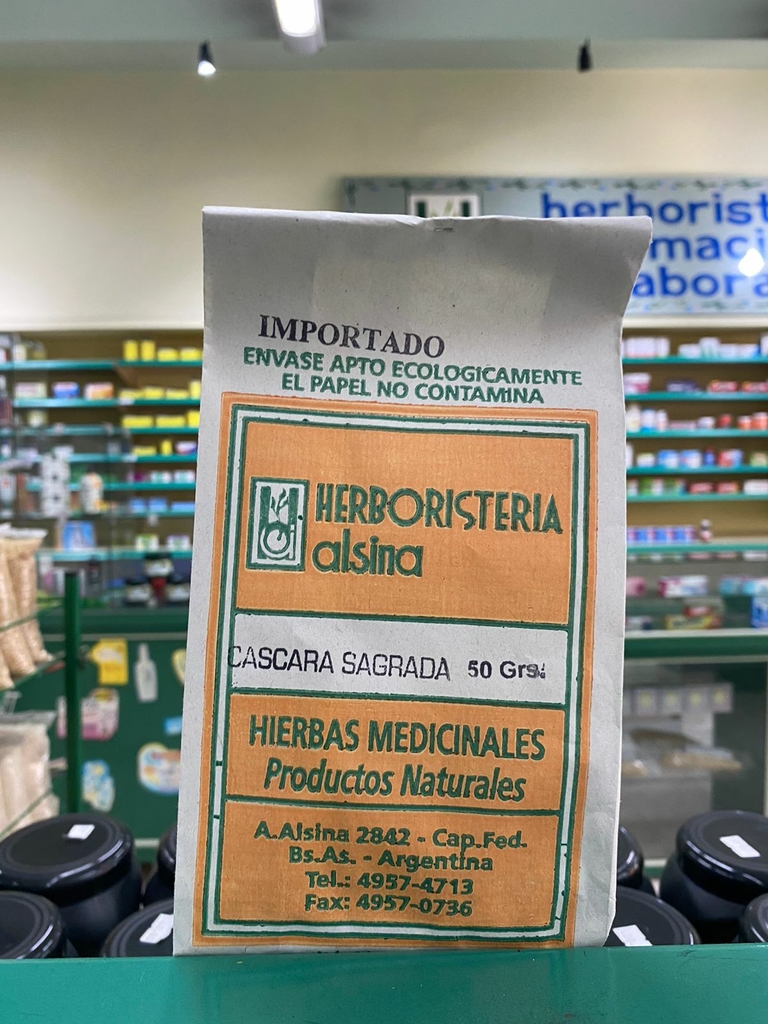 herborist
IMPORTADO
ENVASE APTO ECOLOGICAMENTE
EL PAPEL NO CONTAMINA
HERBORISTERIA
alsina
CASCARA SAGRADA 50 Grs.
HIERBAS MEDICINALES
Productos Naturales
A.Alsina 2842 - Cap.Fed.
Bs.As. - Argentina
Tel.: 4957-4713
Fax: 4957-0736